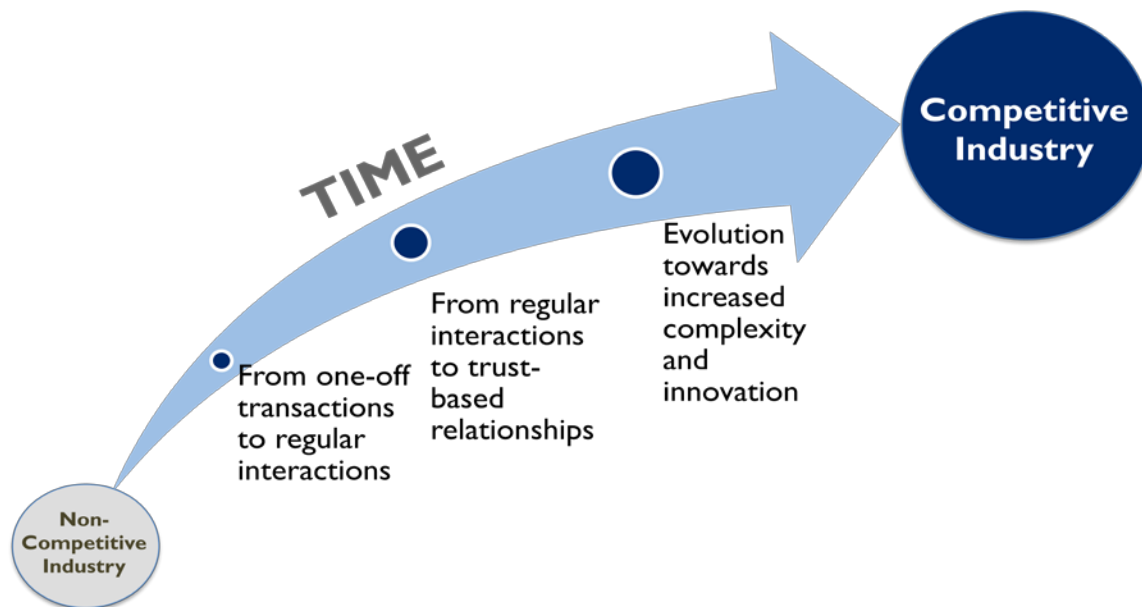 TIME
Competitive
Industry
Evolution
towards
increased
complexity
and
innovation
From regular
interactions
to trust-
based
relationships
From one-off
transactions
to regular
interactions
Non-
Competitive
Industry